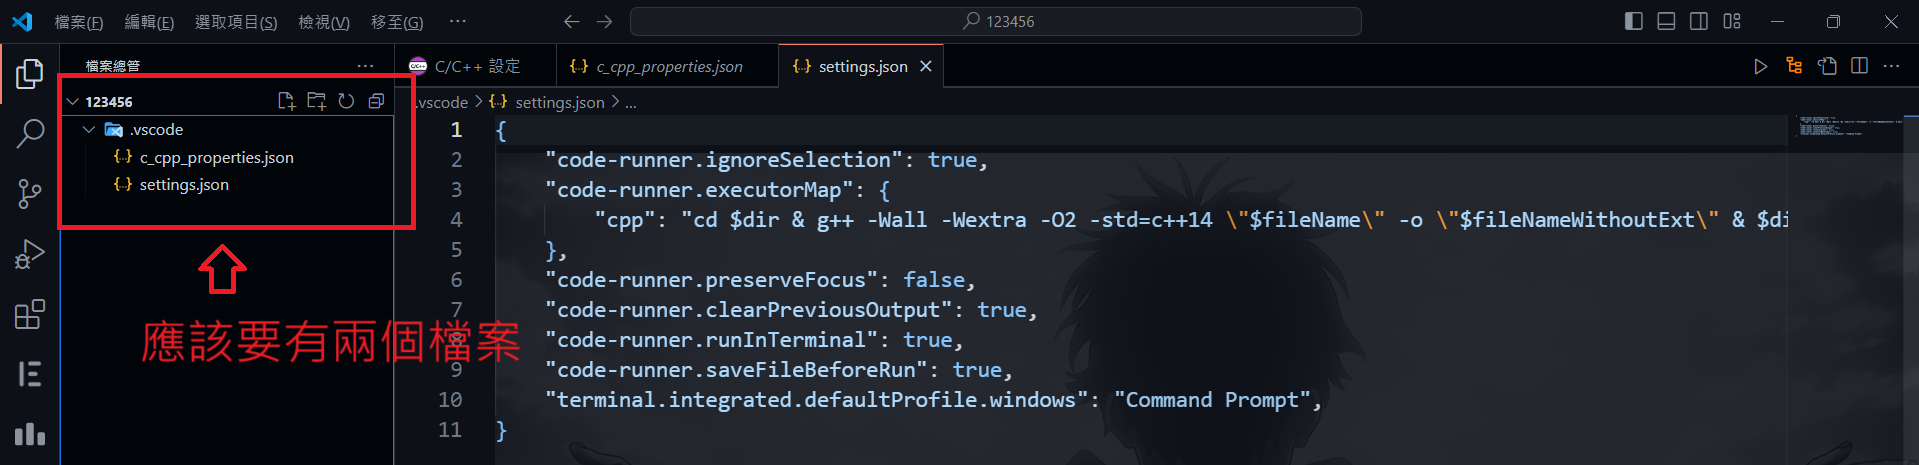 檔案(F) 編輯(E) 選取項目(S) 檢視(V) 移至(G) ··· 123456
檔案總管 ···
C/C++ C/C++ 設定 {··} c_cpp_properties.json {··} settings.json
123456
.vscode
{··} c_cpp_properties.json
{··} settings.json
.vscode > {··} settings.json > ...
1 {
2 "code-runner.ignoreSelection": true,
3 "code-runner.executorMap": {
4 "cpp": "cd $dir & g++ -Wall -Wextra -O2 -std=c++14 \"$fileName\" -o \"$fileNameWithoutExt\" & $di
5 },
6 "code-runner.preserveFocus": false,
7 "code-runner.clearPreviousOutput": true,
8 "code-runner.runInTerminal": true,
9 "code-runner.saveFileBeforeRun": true,
10 "terminal.integrated.defaultProfile.windows": "Command Prompt",
11 }
應該要有兩個檔案